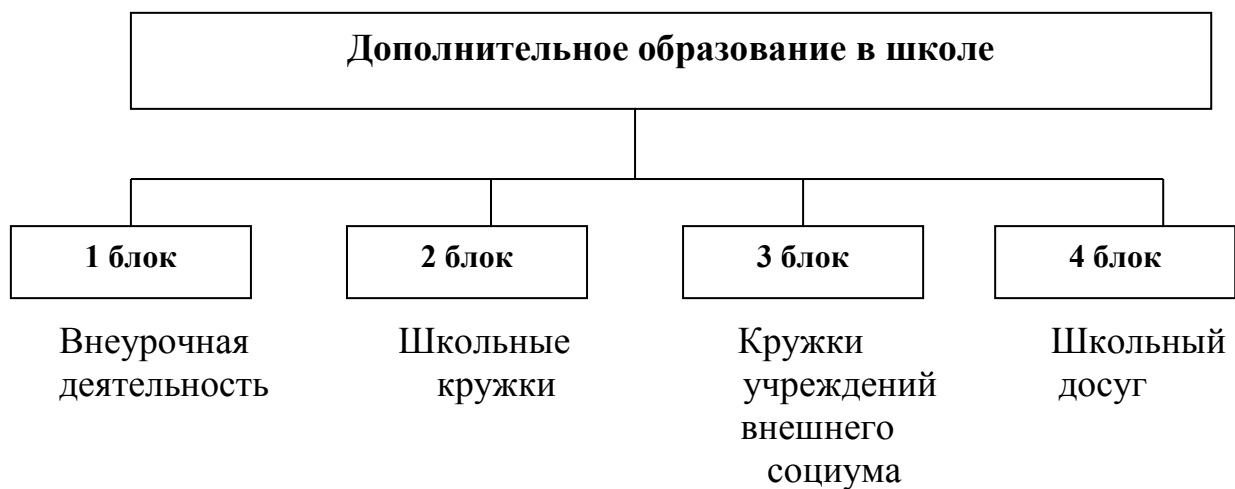 Дополнительное образование в школе
1 блок
2 блок
3 блок
4 блок
Внеурочная
деятельность
Школьные
кружки
Кружки
учреждений
внешнего
социума
Школьный
досуг